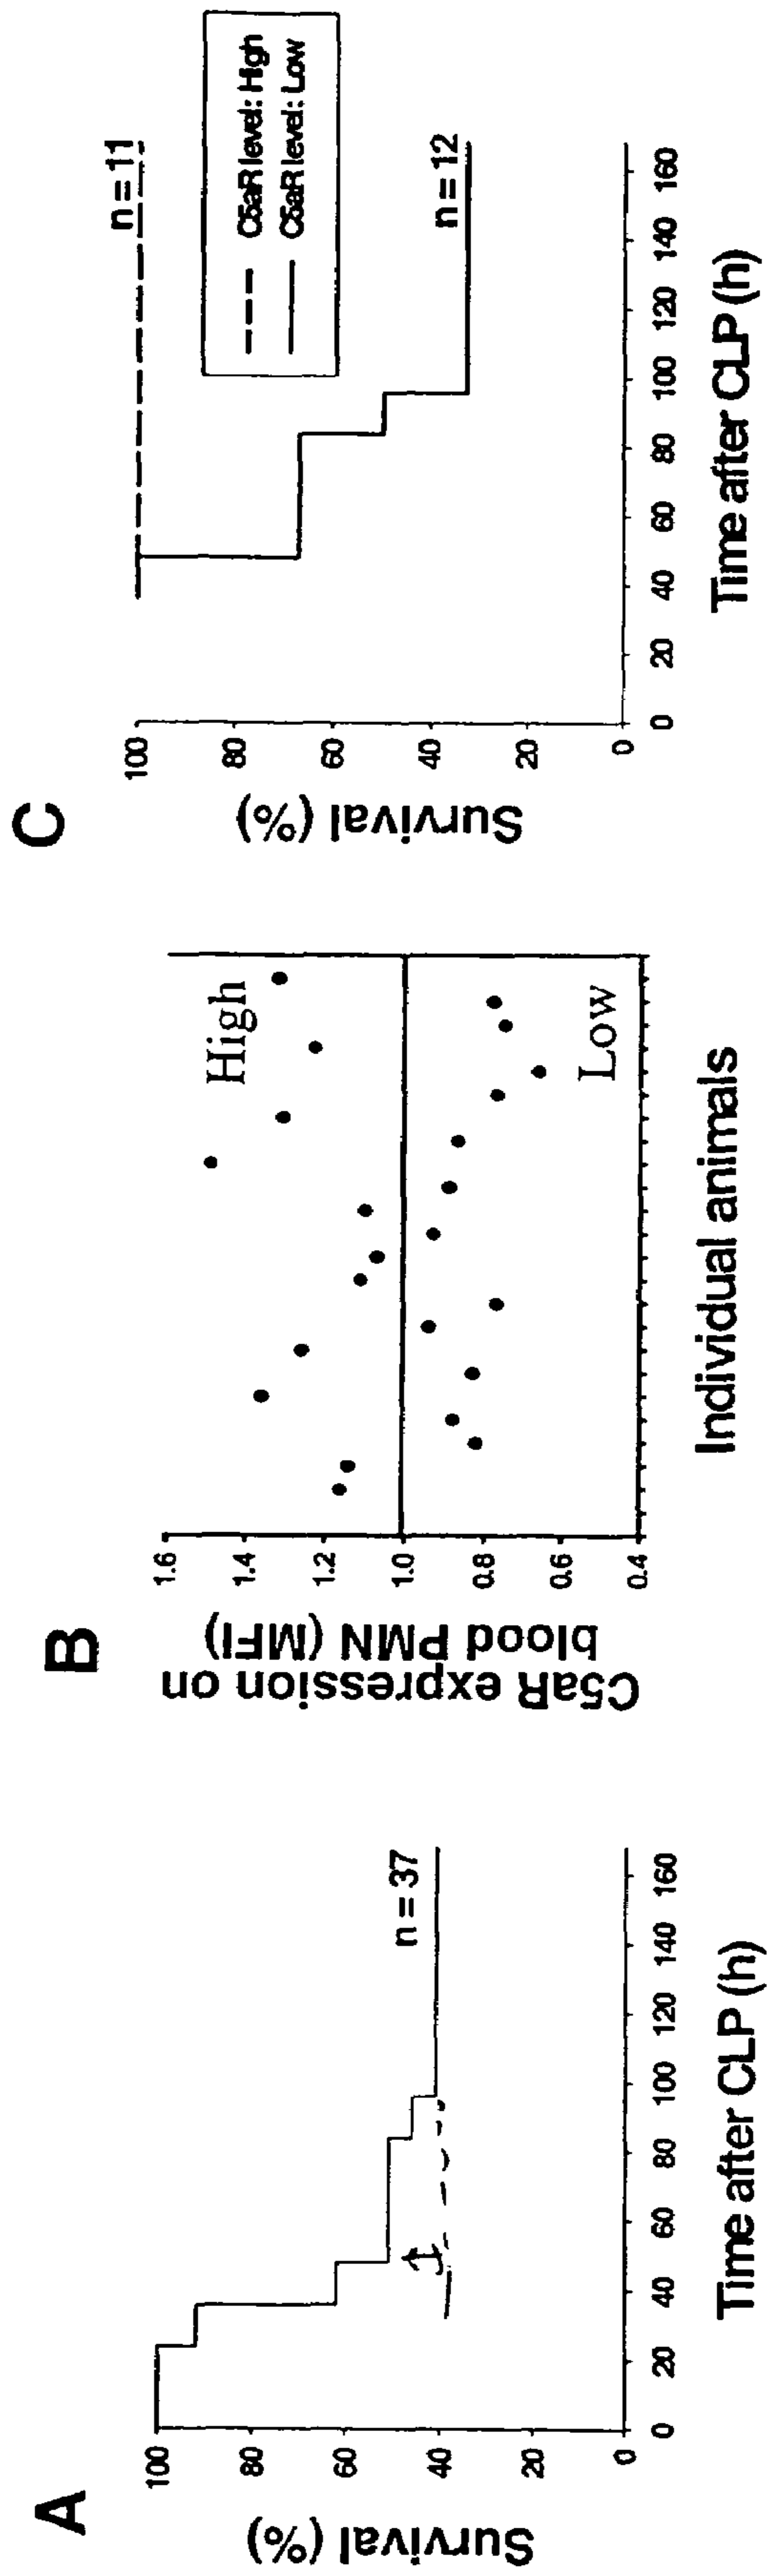 A
Survival (%)
100
80
60
40
20
0
n = 37
0 20 40 60 80 100 120 140 160
Time after CLP (h)
B
C5aR expression on
blood PMN (MFI)
1.6
1.4
1.2
1.0
0.8
0.6
0.4
High
Low
Individual animals
C
Survival (%)
100
80
60
40
20
0
n = 11
C5aR level: High
C5aR level: Low
n = 12
0 20 40 60 80 100 120 140 160
Time after CLP (h)